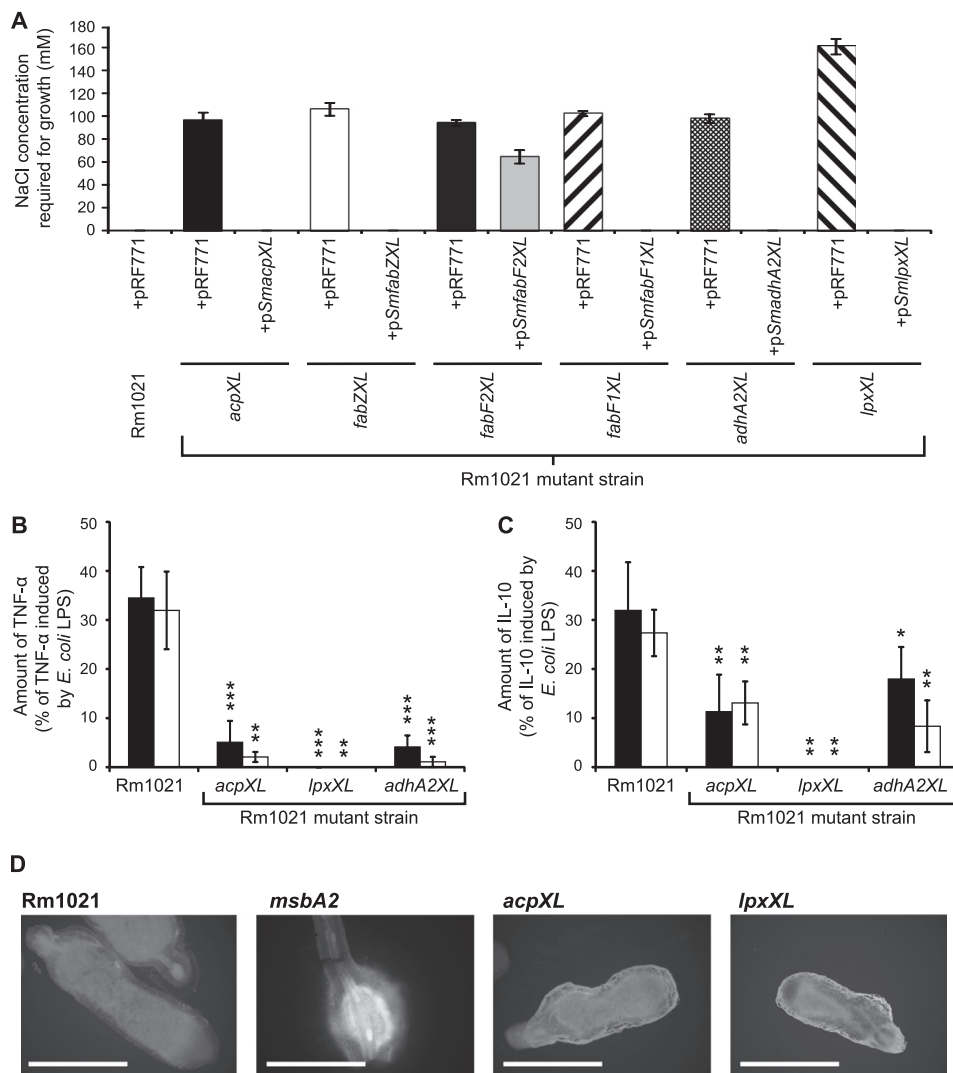 A
NaCl concentration
required for growth (mM)
180
160
140
120
100
80
60
40
20
0
+pRF771
+pRF771
+pSmacpXL
+pRF771
+pSmfabZXL
+pRF771
+pSmfabF2XL
+pRF771
+pSmfabF1XL
+pRF771
+pSmadhA2XL
+pRF771
+pSmlpxXL
Rm1021
acpXL
fabZXL
fabF2XL
fabF1XL
adhA2XL
lpxXL
Rm1021 mutant strain
B
Amount of TNF-α
(% of TNF-α induced
by E. coli LPS)
50
40
30
20
10
0
***
**
***
**
***
***
Rm1021
acpXL
lpxXL
adhA2XL
Rm1021 mutant strain
C
Amount of IL-10
(% of IL-10 induced by
E. coli LPS)
50
40
30
20
10
0
**
**
**
**
*
**
Rm1021
acpXL
lpxXL
adhA2XL
Rm1021 mutant strain
D
Rm1021
msbA2
acpXL
lpxXL